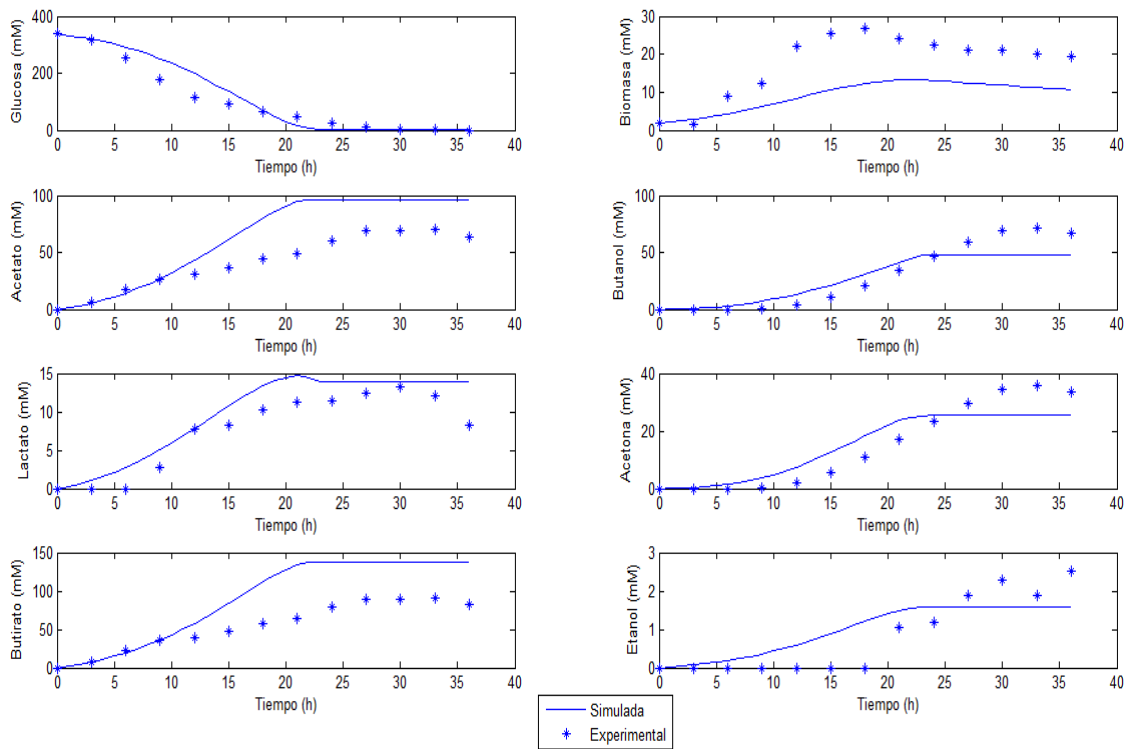 400
200
0
0 5 10 15 20 25 30 35 40
Glucosa (mM)
Tiempo (h)
30
20
10
0
0 5 10 15 20 25 30 35 40
Biomasa (mM)
Tiempo (h)
100
50
0
0 5 10 15 20 25 30 35 40
Acetato (mM)
Tiempo (h)
100
50
0
0 5 10 15 20 25 30 35 40
Butanol (mM)
Tiempo (h)
15
10
5
0
0 5 10 15 20 25 30 35 40
Lactato (mM)
Tiempo (h)
40
20
0
0 5 10 15 20 25 30 35 40
Acetona (mM)
Tiempo (h)
150
100
50
0
0 5 10 15 20 25 30 35 40
Butirato (mM)
Tiempo (h)
3
2
1
0
0 5 10 15 20 25 30 35 40
Etanol (mM)
Tiempo (h)
Simulada
Experimental